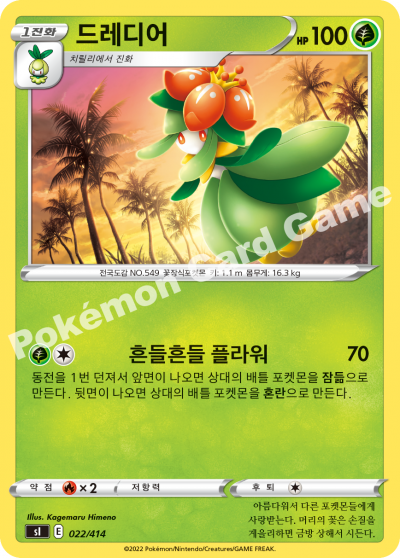 1진화
드레디어
HP 100
치릴리에서 진화
전국도감 NO.549 꽃장식포켓몬 키: 1.1 m 몸무게: 16.3 kg
Pokémon Card Game
흔들흔들 플라워 70
동전을 1번 던져서 앞면이 나오면 상대의 배틀 포켓몬을 잠듦으로
만든다. 뒷면이 나오면 상대의 배틀 포켓몬을 혼란으로 만든다.
약점 ×2 저항력 후퇴
Illus. Kagemaru Himeno
sI E 022/414
아름다워서 다른 포켓몬들에게
사랑받는다. 머리의 꽃은 손질을
게을리하면 금방 상해서 시든다.
©2022 Pokémon/Nintendo/Creatures/GAME FREAK.